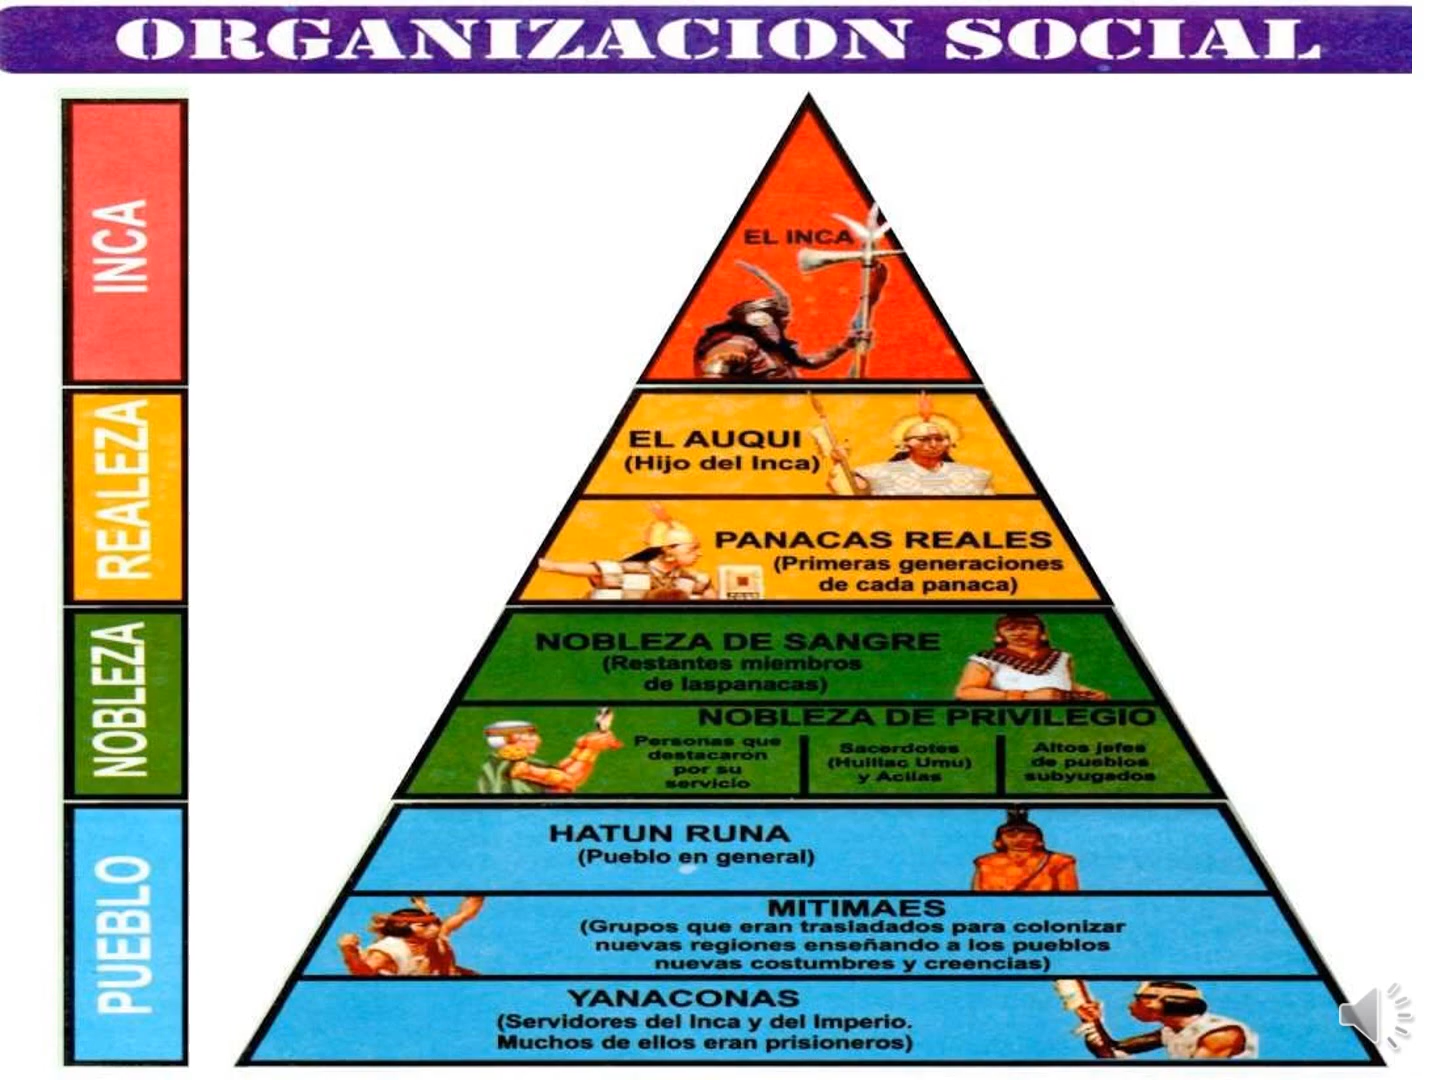 ORGANIZACION SOCIAL
INCA
EL INCA
REALEZA
EL AUQUI
(Hijo del Inca)
PANACAS REALES
(Primeras generaciones
de cada panaca)
NOBLEZA
NOBLEZA DE SANGRE
(Restantes miembros
de laspanacas)
NOBLEZA DE PRIVILEGIO
Personas que
destacaron
por su
servicio
Sacerdotes
(Huillac Umu)
y Acllas
Altos jefes
de pueblos
subyugados
PUEBLO
HATUN RUNA
(Pueblo en general)
MITIMAES
(Grupos que eran trasladados para colonizar
nuevas regiones enseñando a los pueblos
nuevas costumbres y creencias)
YANACONAS
(Servidores del Inca y del Imperio.
Muchos de ellos eran prisioneros)